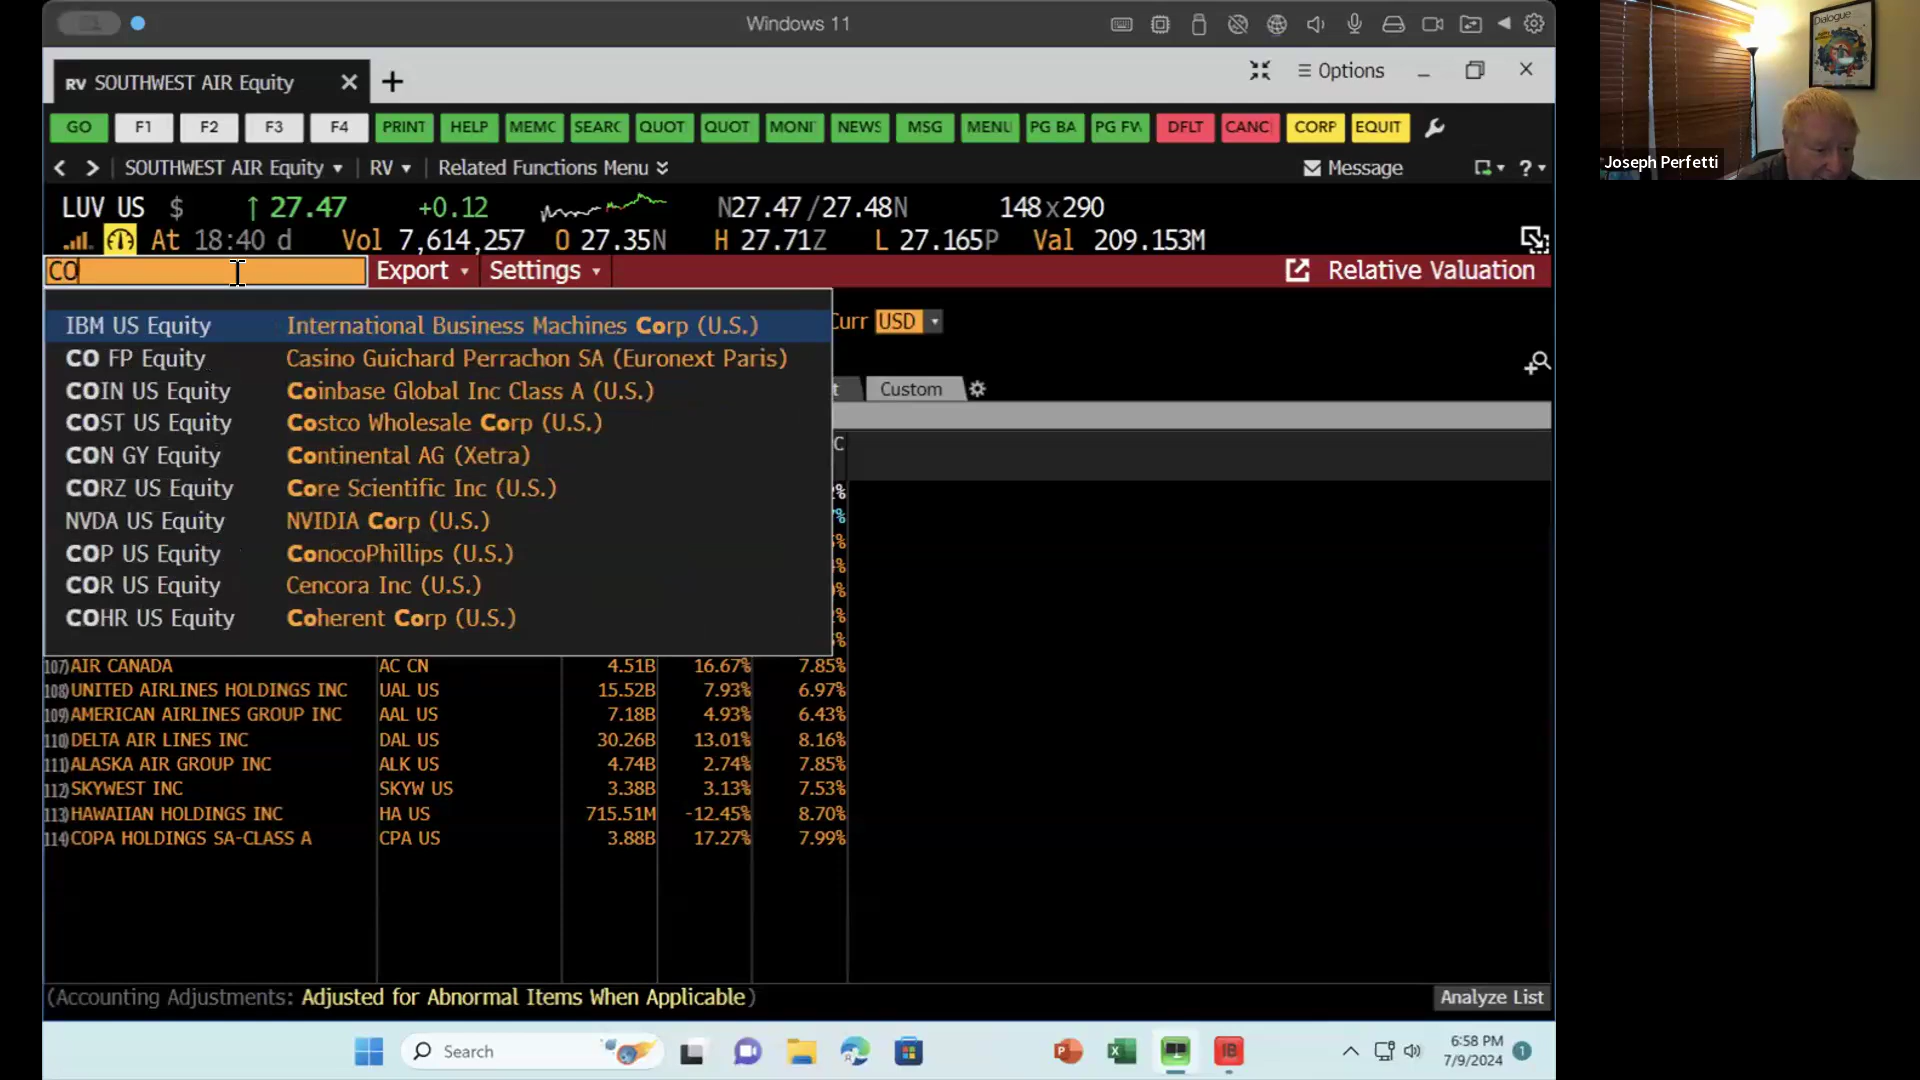 Windows 11
RV SOUTHWEST AIR Equity
Options
GO F1 F2 F3 F4 PRINT HELP MEMC SEARC QUOT QUOT MONI NEWS MSG MENU PG BA PG FW DFLT CANC CORP EQUIT
SOUTHWEST AIR Equity RV Related Functions Menu Message ?
LUV US $ ↑ 27.47 +0.12 N27.47/27.48N 148x290
At 18:40 d Vol 7,614,257 O 27.35N H 27.71Z L 27.165P Val 209.153M
CO Export Settings Relative Valuation
IBM US Equity International Business Machines Corp (U.S.)
Curr USD
CO FP Equity Casino Guichard Perrachon SA (Euronext Paris)
COIN US Equity Coinbase Global Inc Class A (U.S.)
Custom
COST US Equity Costco Wholesale Corp (U.S.)
CON GY Equity Continental AG (Xetra)
CORZ US Equity Core Scientific Inc (U.S.)
NVDA US Equity NVIDIA Corp (U.S.)
COP US Equity ConocoPhillips (U.S.)
COR US Equity Cencora Inc (U.S.)
COHR US Equity Coherent Corp (U.S.)
107) AIR CANADA AC CN 4.51B 16.67% 7.85%
108) UNITED AIRLINES HOLDINGS INC UAL US 15.52B 7.93% 6.97%
109) AMERICAN AIRLINES GROUP INC AAL US 7.18B 4.93% 6.43%
110) DELTA AIR LINES INC DAL US 30.26B 13.01% 8.16%
111) ALASKA AIR GROUP INC ALK US 4.74B 2.74% 7.85%
112) SKYWEST INC SKYW US 3.38B 3.13% 7.53%
113) HAWAIIAN HOLDINGS INC HA US 715.51M -12.45% 8.70%
114) COPA HOLDINGS SA-CLASS A CPA US 3.88B 17.27% 7.99%
(Accounting Adjustments: Adjusted for Abnormal Items When Applicable)
Analyze List
Search
6:58 PM
7/9/2024
1
Dialogue
Joseph Perfetti